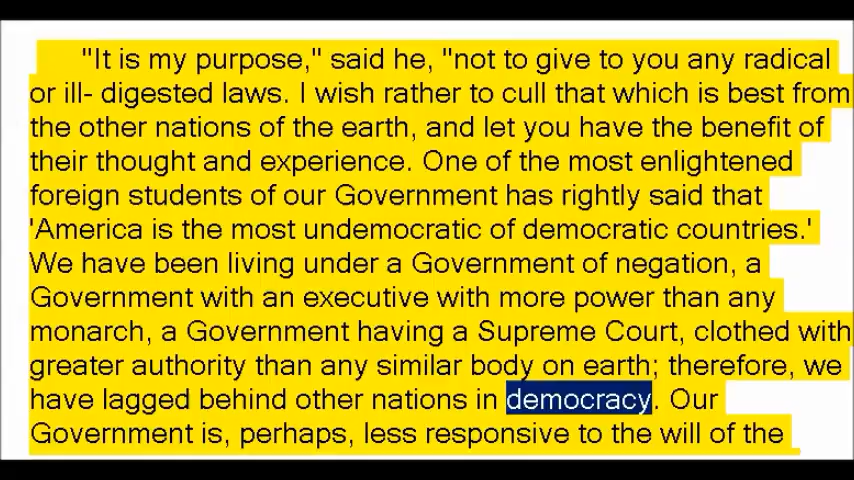 "It is my purpose," said he, "not to give to you any radical
or ill- digested laws. I wish rather to cull that which is best from
the other nations of the earth, and let you have the benefit of
their thought and experience. One of the most enlightened
foreign students of our Government has rightly said that
'America is the most undemocratic of democratic countries.'
We have been living under a Government of negation, a
Government with an executive with more power than any
monarch, a Government having a Supreme Court, clothed with
greater authority than any similar body on earth; therefore, we
have lagged behind other nations in democracy. Our
Government is, perhaps, less responsive to the will of the